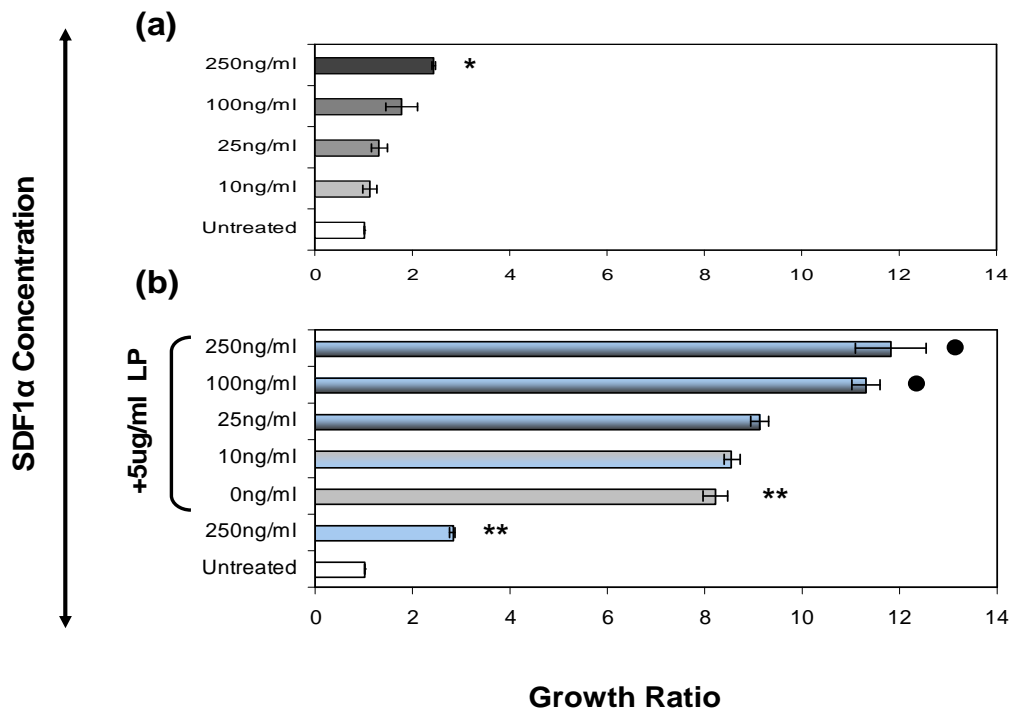 (a)
250ng/ml *
100ng/ml
25ng/ml
10ng/ml
Untreated
0 2 4 6 8 10 12 14
(b)
250ng/ml ●
100ng/ml ●
25ng/ml
10ng/ml
0ng/ml **
250ng/ml **
Untreated
0 2 4 6 8 10 12 14
+5ug/ml LP
SDF1α Concentration
Growth Ratio